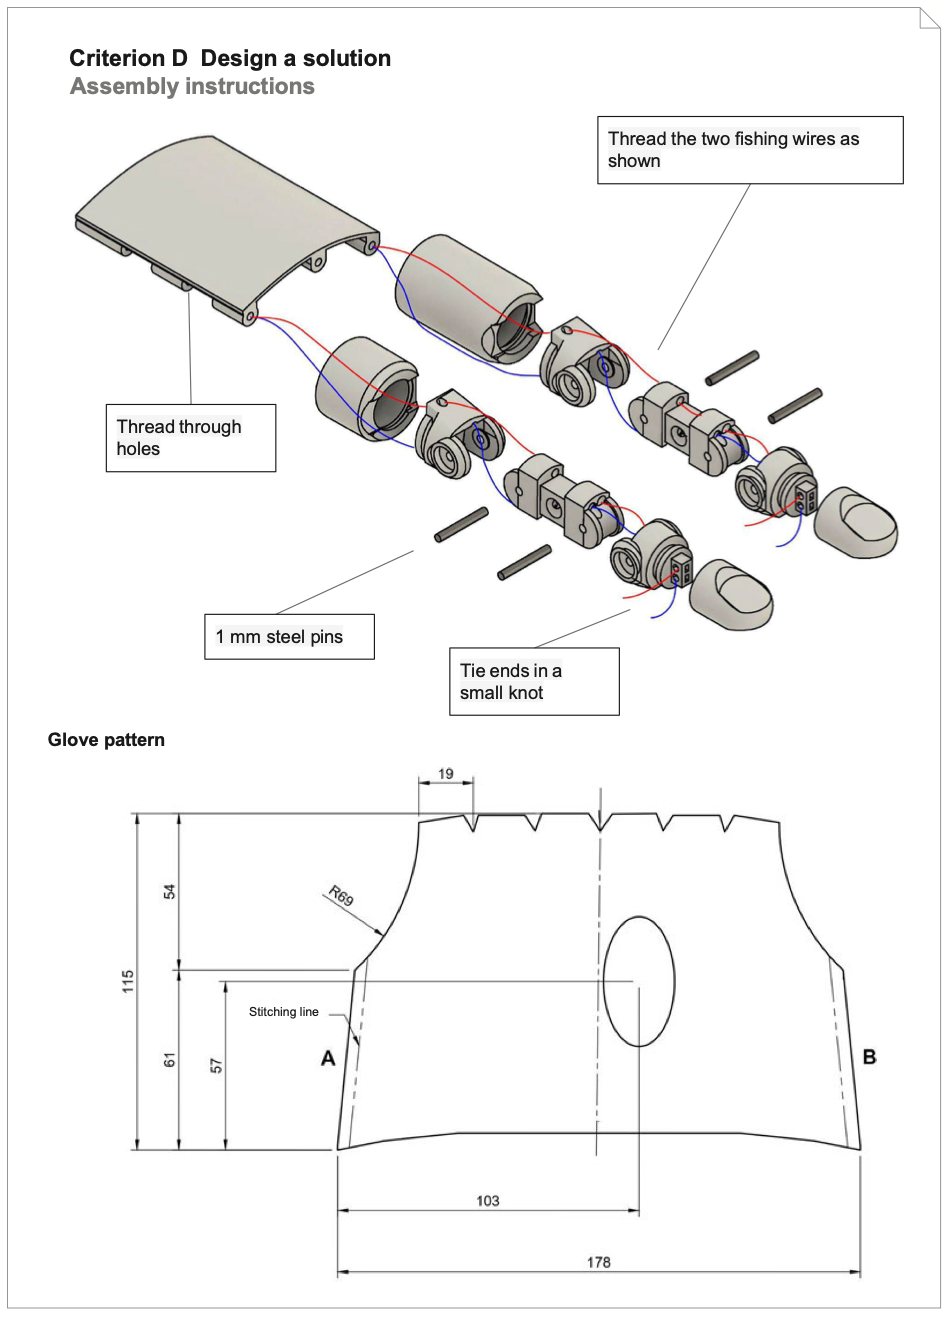 Criterion D  Design a solution
Assembly instructions
Thread the two fishing wires as
shown
Thread through
holes
1 mm steel pins
Tie ends in a
small knot
Glove pattern
19
54
R69
115
Stitching line
61
57
A
B
103
178